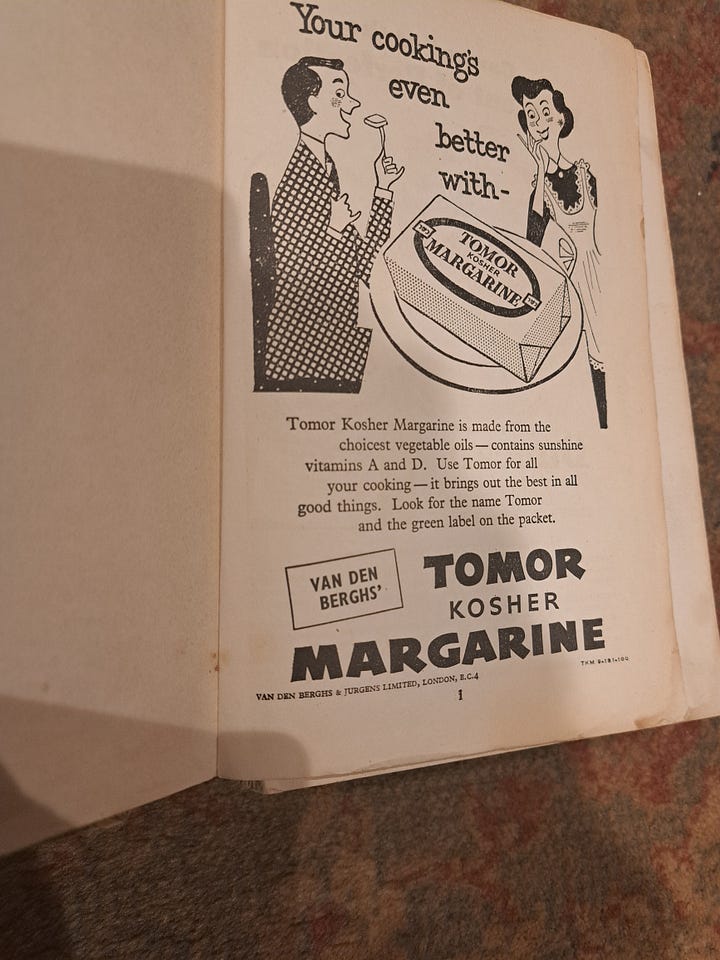 Your cooking's
even
better
with-
TOMOR
KOSHER
MARGARINE
Tomor Kosher Margarine is made from the
choicest vegetable oils — contains sunshine
vitamins A and D. Use Tomor for all
your cooking — it brings out the best in all
good things. Look for the name Tomor
and the green label on the packet.
VAN DEN
BERGHS'
TOMOR
KOSHER
MARGARINE
VAN DEN BERGHS & JURGENS LIMITED, LONDON, E.C.4
1